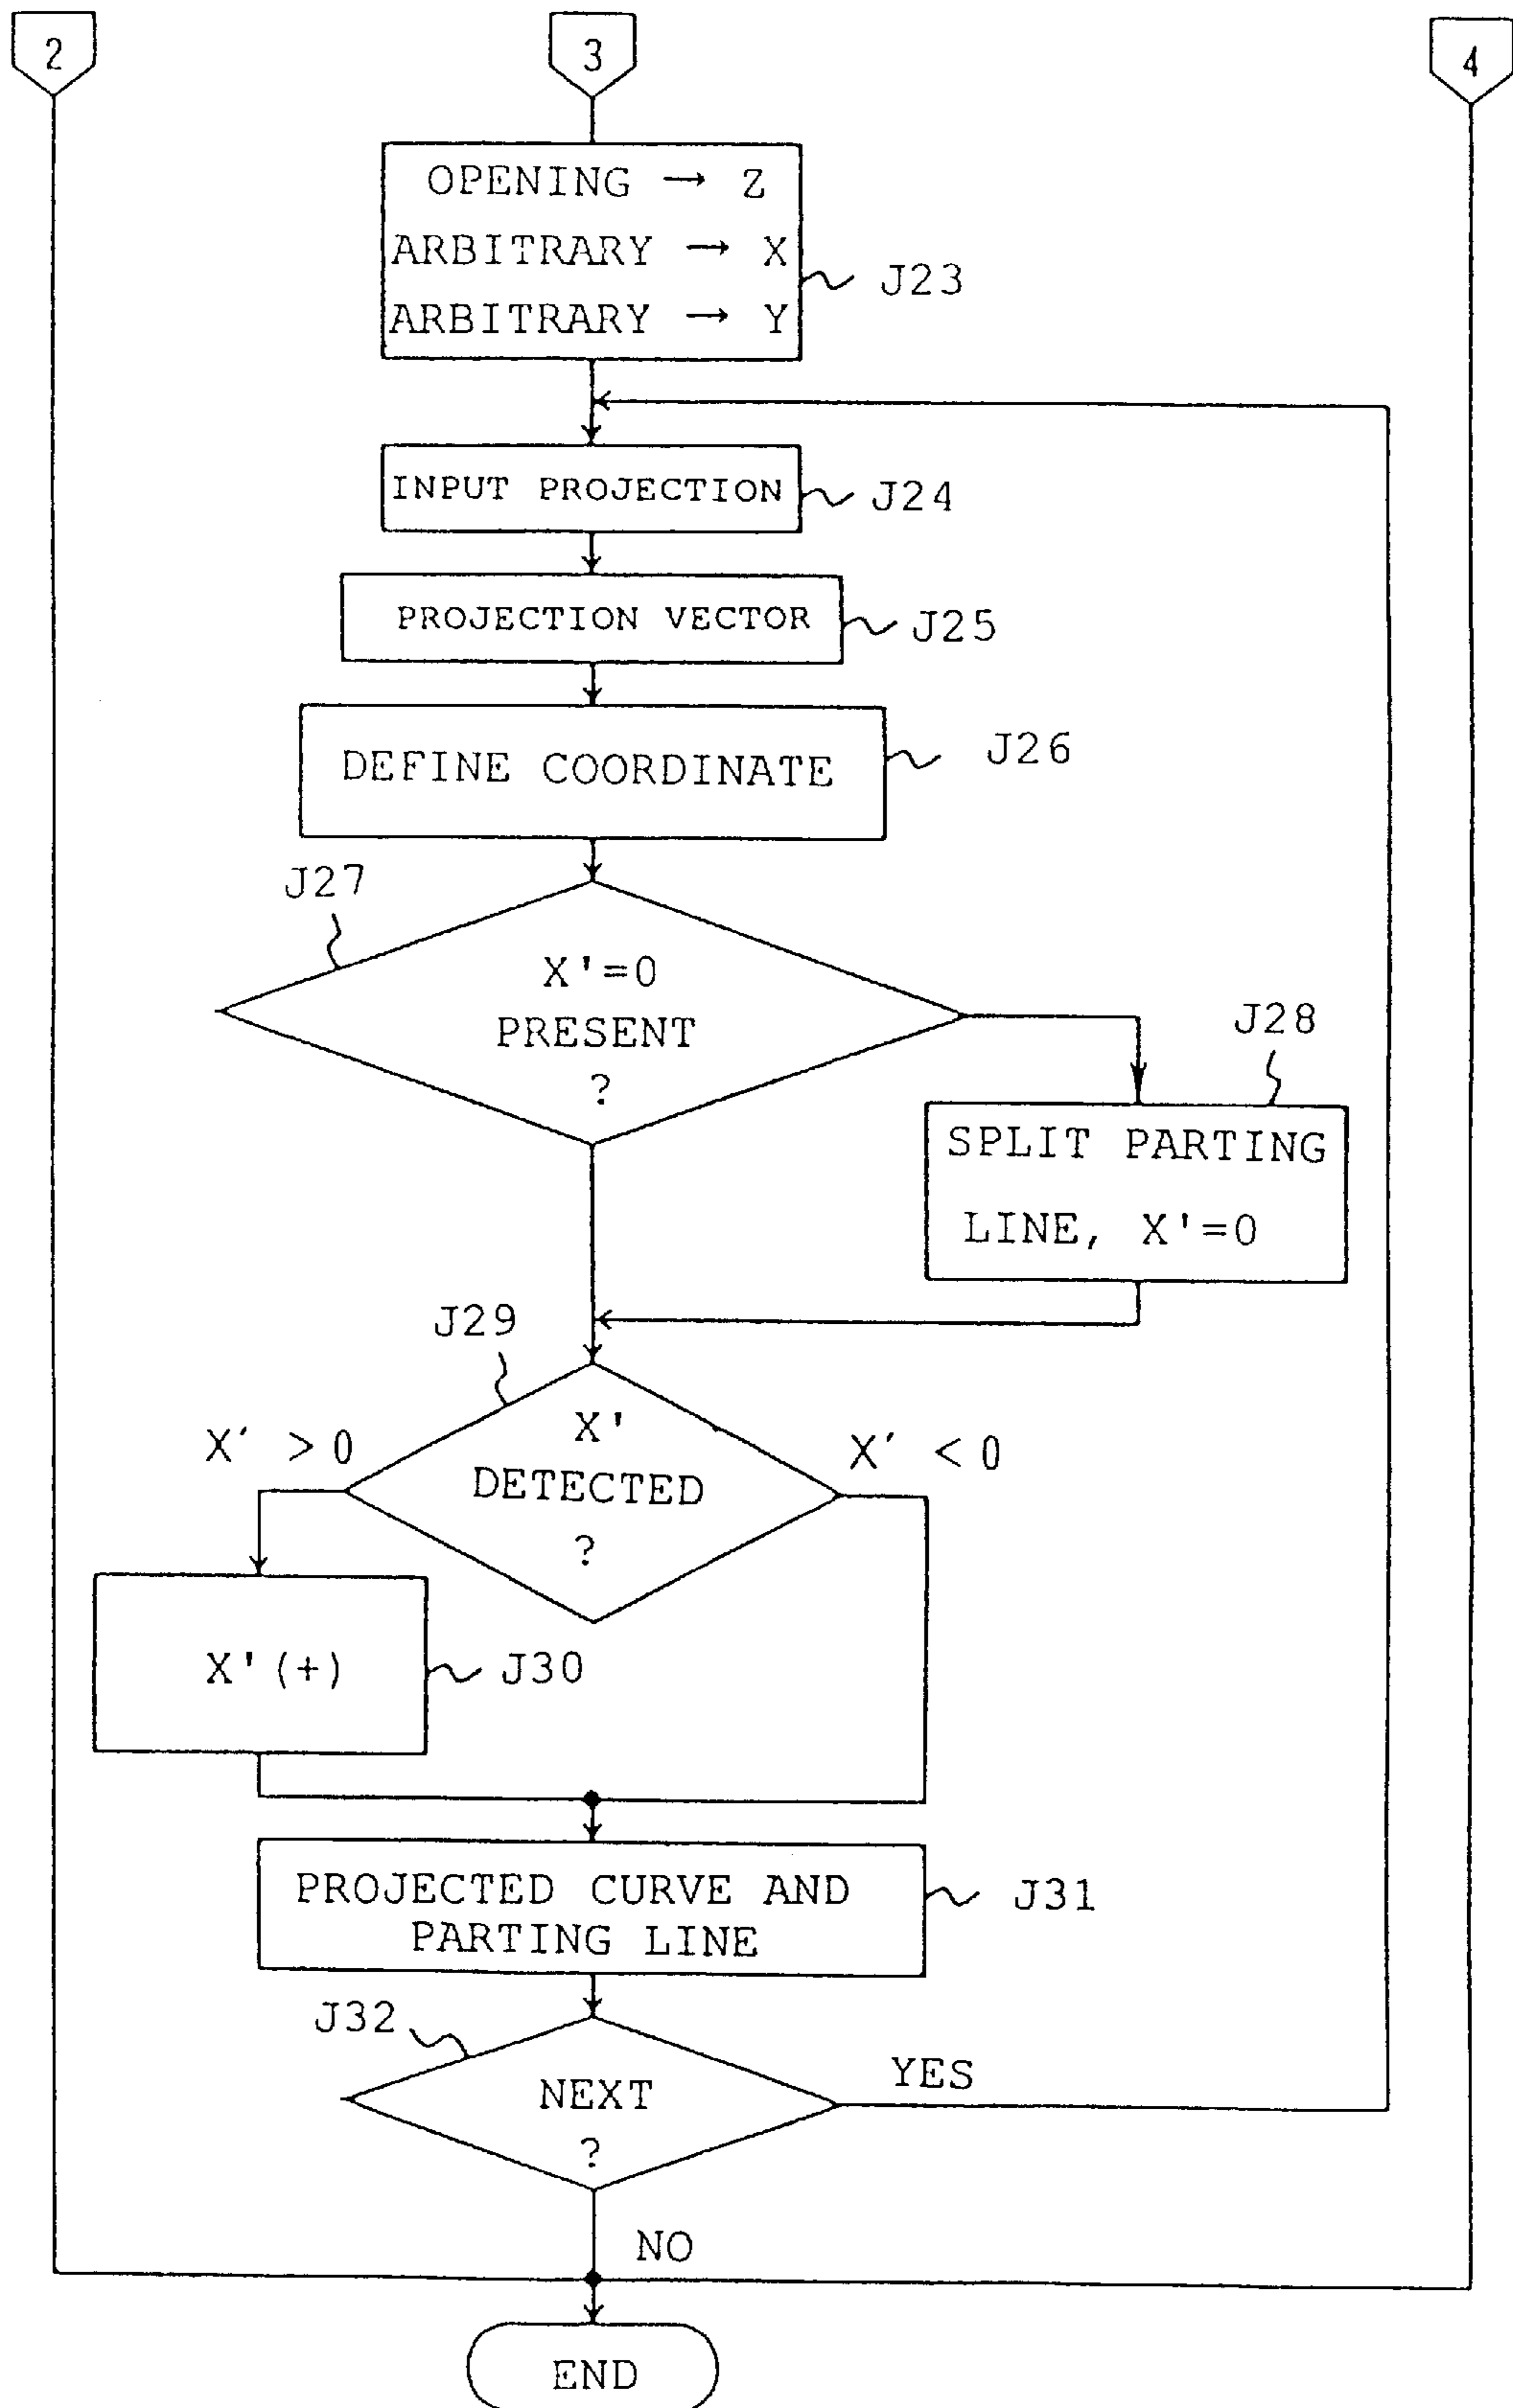 2
3
4
OPENING → Z
ARBITRARY → X
ARBITRARY → Y
J23
INPUT PROJECTION
J24
PROJECTION VECTOR
J25
DEFINE COORDINATE
J26
J27
X'=0
PRESENT
?
J28
SPLIT PARTING
LINE, X'=0
J29
X' > 0
X'
DETECTED
?
X' < 0
X'(+)
J30
PROJECTED CURVE AND
PARTING LINE
J31
J32
NEXT
?
YES
NO
END